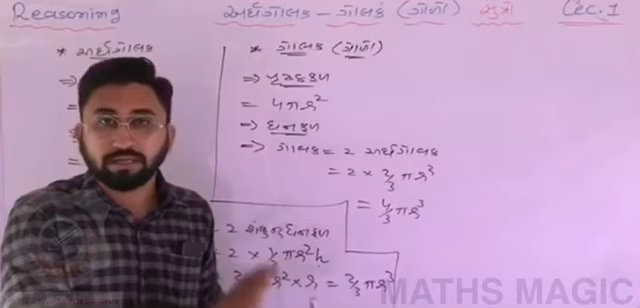 Reasoning
અર્ધગોલક - ગોલક (ગોળો) સૂત્રો
Lec. 1
* અર્ધગોલક
* ગોલક (ગોળો)
⇒ પૃષ્ઠફળ
= 4πr²
→ ઘનફળ
→ ગોલક = 2 અર્ધગોલક
= 2 × 2/3 πr³
= 4/3 πr³
2 શંકુનું ઘનફળ
= 2 × 1/3 πr²h
r² × r = 2/3 πr³
MATHS MAGIC